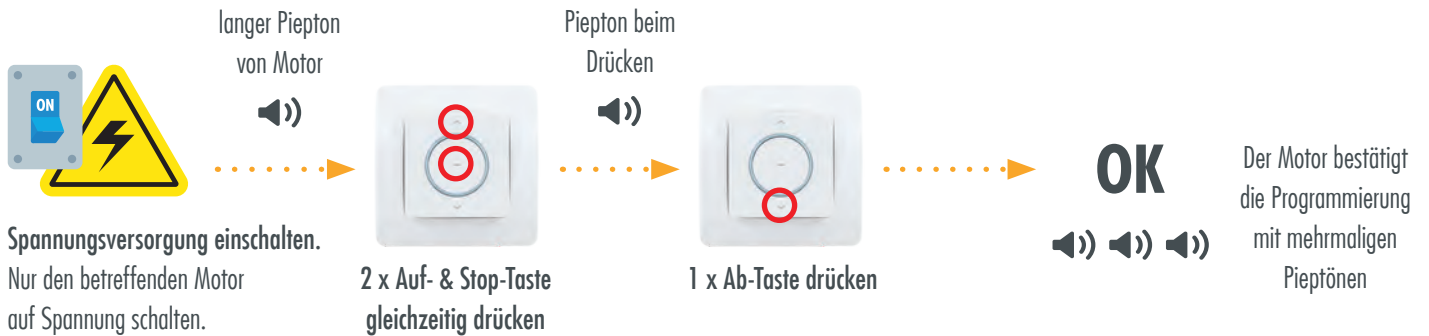 langer Piepton
von Motor
Piepton beim
Drücken
ON
OK
Der Motor bestätigt
die Programmierung
mit mehrmaligen
Pieptönen
Spannungsversorgung einschalten.
Nur den betreffenden Motor
auf Spannung schalten.
2 x Auf- & Stop-Taste
gleichzeitig drücken
1 x Ab-Taste drücken